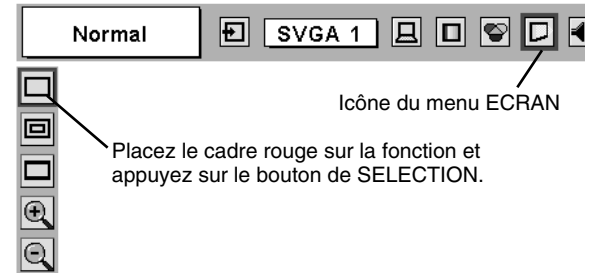 Normal
SVGA 1
Icône du menu ECRAN
Placez le cadre rouge sur la fonction et
appuyez sur le bouton de SELECTION.